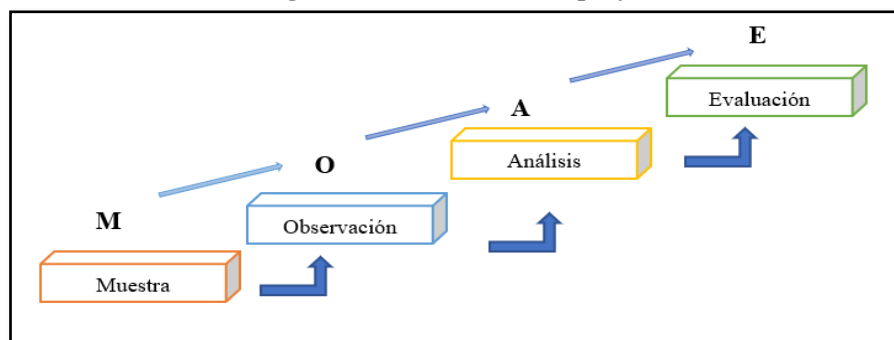 E
Evaluación
A
Análisis
O
Observación
M
Muestra